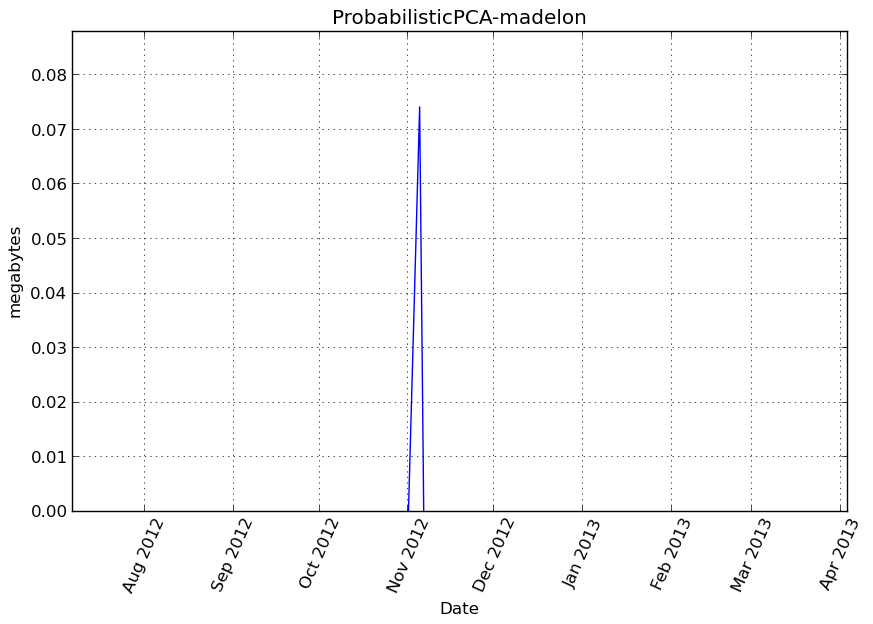 ProbabilisticPCA-madelon
megabytes
0.08
0.07
0.06
0.05
0.04
0.03
0.02
0.01
0.00
Aug 2012
Sep 2012
Oct 2012
Nov 2012
Dec 2012
Jan 2013
Feb 2013
Mar 2013
Apr 2013
Date